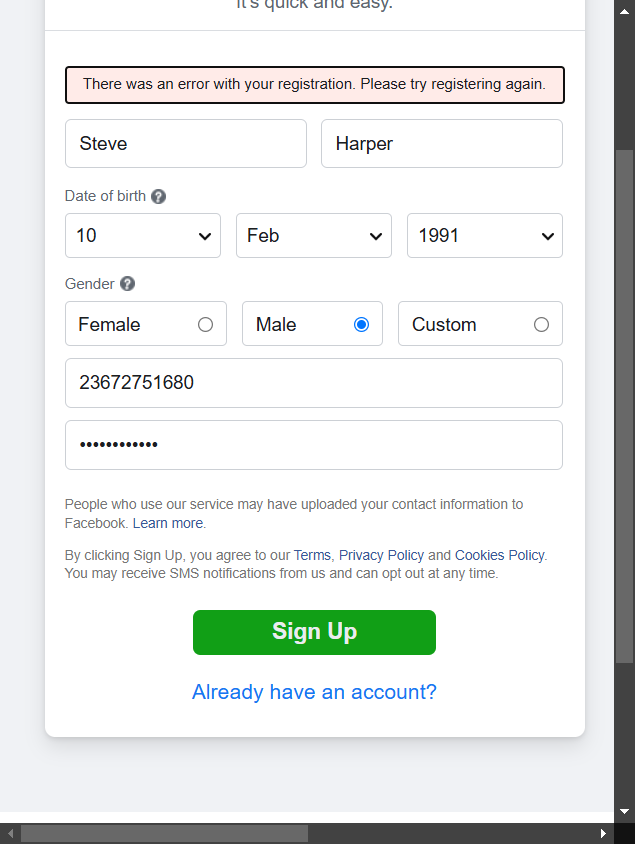 It's quick and easy.
There was an error with your registration. Please try registering again.
Steve Harper
Date of birth ?
10 Feb 1991
Gender ?
Female Male Custom
23672751680
••••••••••••
People who use our service may have uploaded your contact information to
Facebook. Learn more.
By clicking Sign Up, you agree to our Terms, Privacy Policy and Cookies Policy.
You may receive SMS notifications from us and can opt out at any time.
Sign Up
Already have an account?